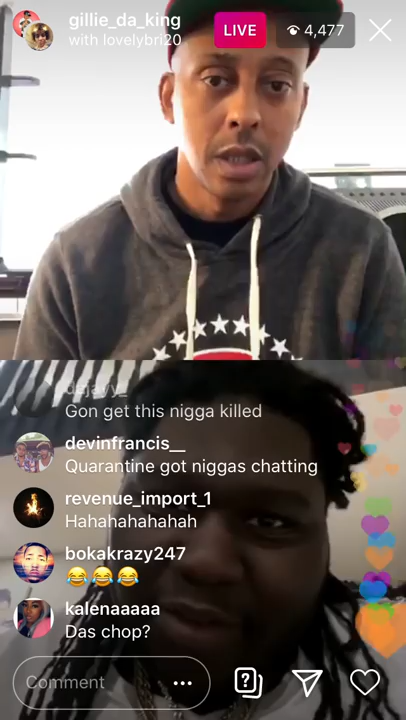 gillie_da_king
LIVE
4,477
with lovelybri20
dejayy_
Gon get this nigga killed
devinfrancis__
Quarantine got niggas chatting
revenue_import_1
Hahahahahahah
bokakrazy247
😂😂😂
kalenaaaaa
Das chop?
Comment